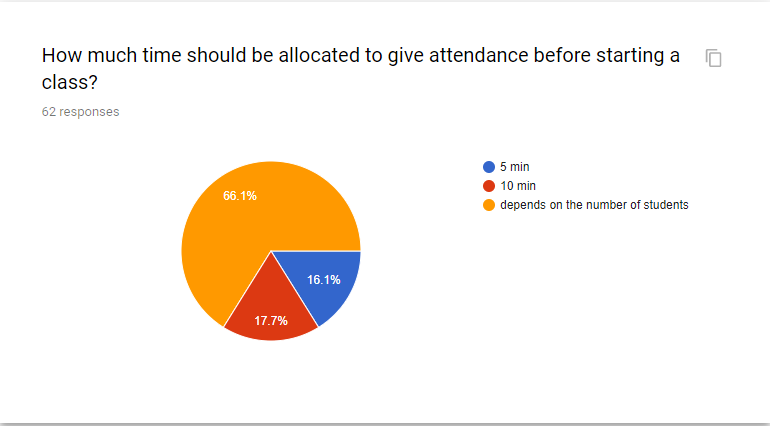 How much time should be allocated to give attendance before starting a
class?
62 responses
66.1%
16.1%
17.7%
5 min
10 min
depends on the number of students